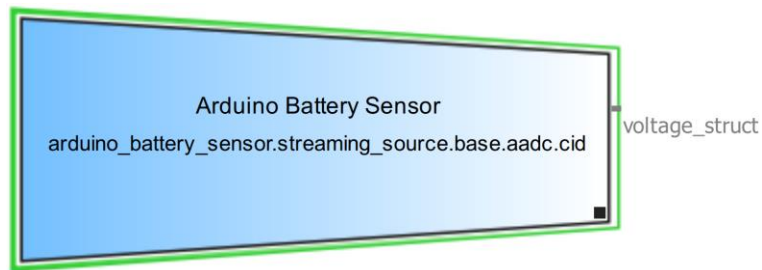 Arduino Battery Sensor
arduino_battery_sensor.streaming_source.base.aadc.cid
voltage_struct